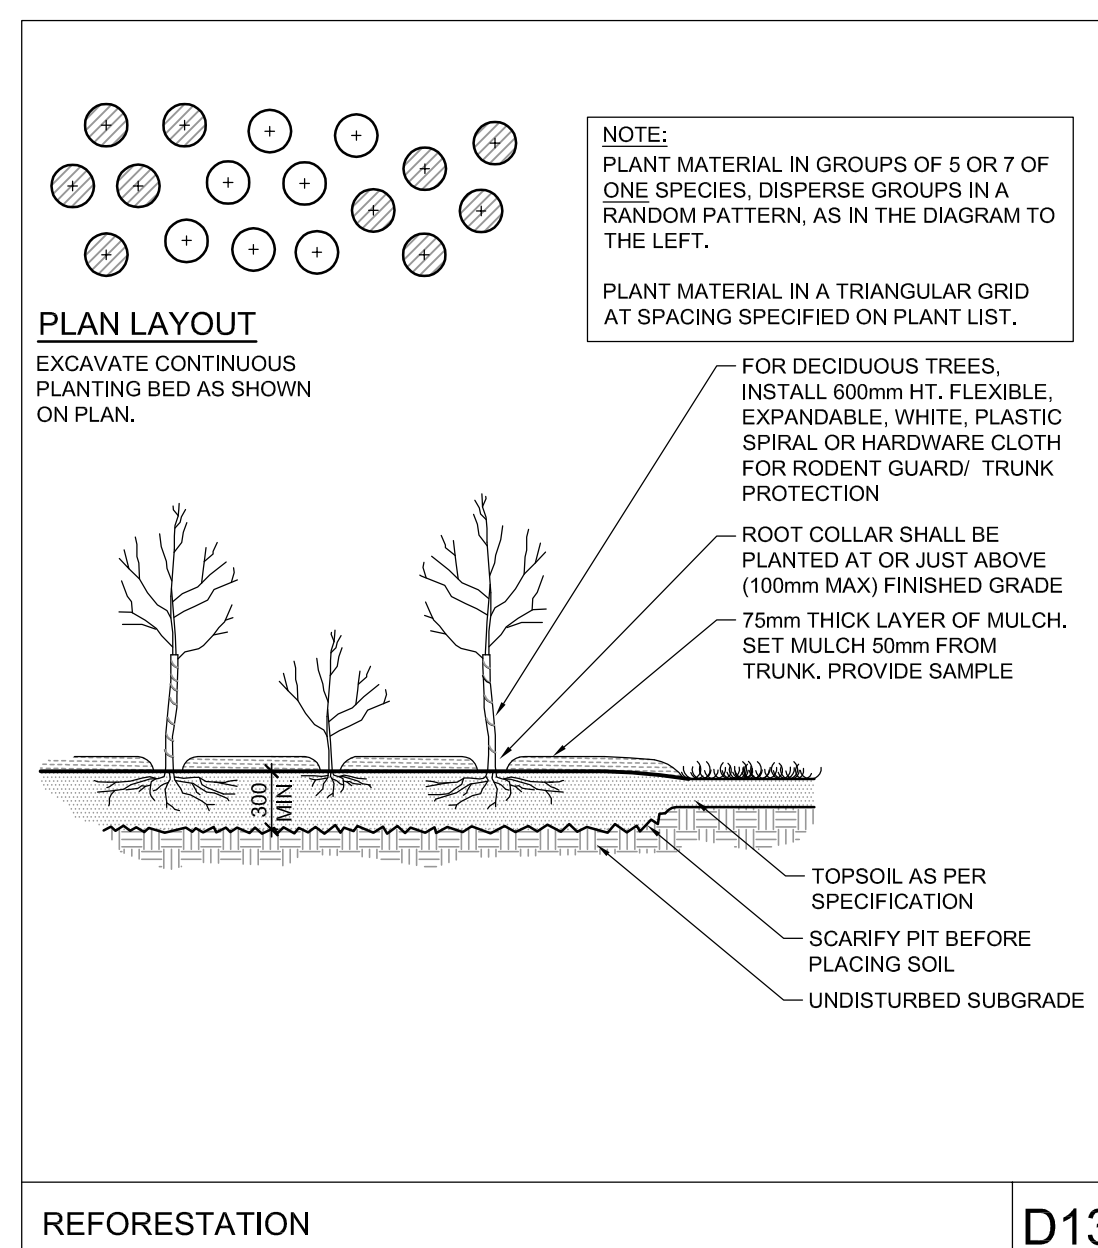 NOTE:
PLANT MATERIAL IN GROUPS OF 5 OR 7 OF
ONE SPECIES, DISPERSE GROUPS IN A
RANDOM PATTERN, AS IN THE DIAGRAM TO
THE LEFT.
PLANT MATERIAL IN A TRIANGULAR GRID
AT SPACING SPECIFIED ON PLANT LIST.
PLAN LAYOUT
EXCAVATE CONTINUOUS
PLANTING BED AS SHOWN
ON PLAN.
FOR DECIDUOUS TREES,
INSTALL 600mm HT. FLEXIBLE,
EXPANDABLE, WHITE, PLASTIC
SPIRAL OR HARDWARE CLOTH
FOR RODENT GUARD/ TRUNK
PROTECTION
ROOT COLLAR SHALL BE
PLANTED AT OR JUST ABOVE
(100mm MAX) FINISHED GRADE
75mm THICK LAYER OF MULCH.
SET MULCH 50mm FROM
TRUNK. PROVIDE SAMPLE
300
MIN.
TOPSOIL AS PER
SPECIFICATION
SCARIFY PIT BEFORE
PLACING SOIL
UNDISTURBED SUBGRADE
REFORESTATION
D13